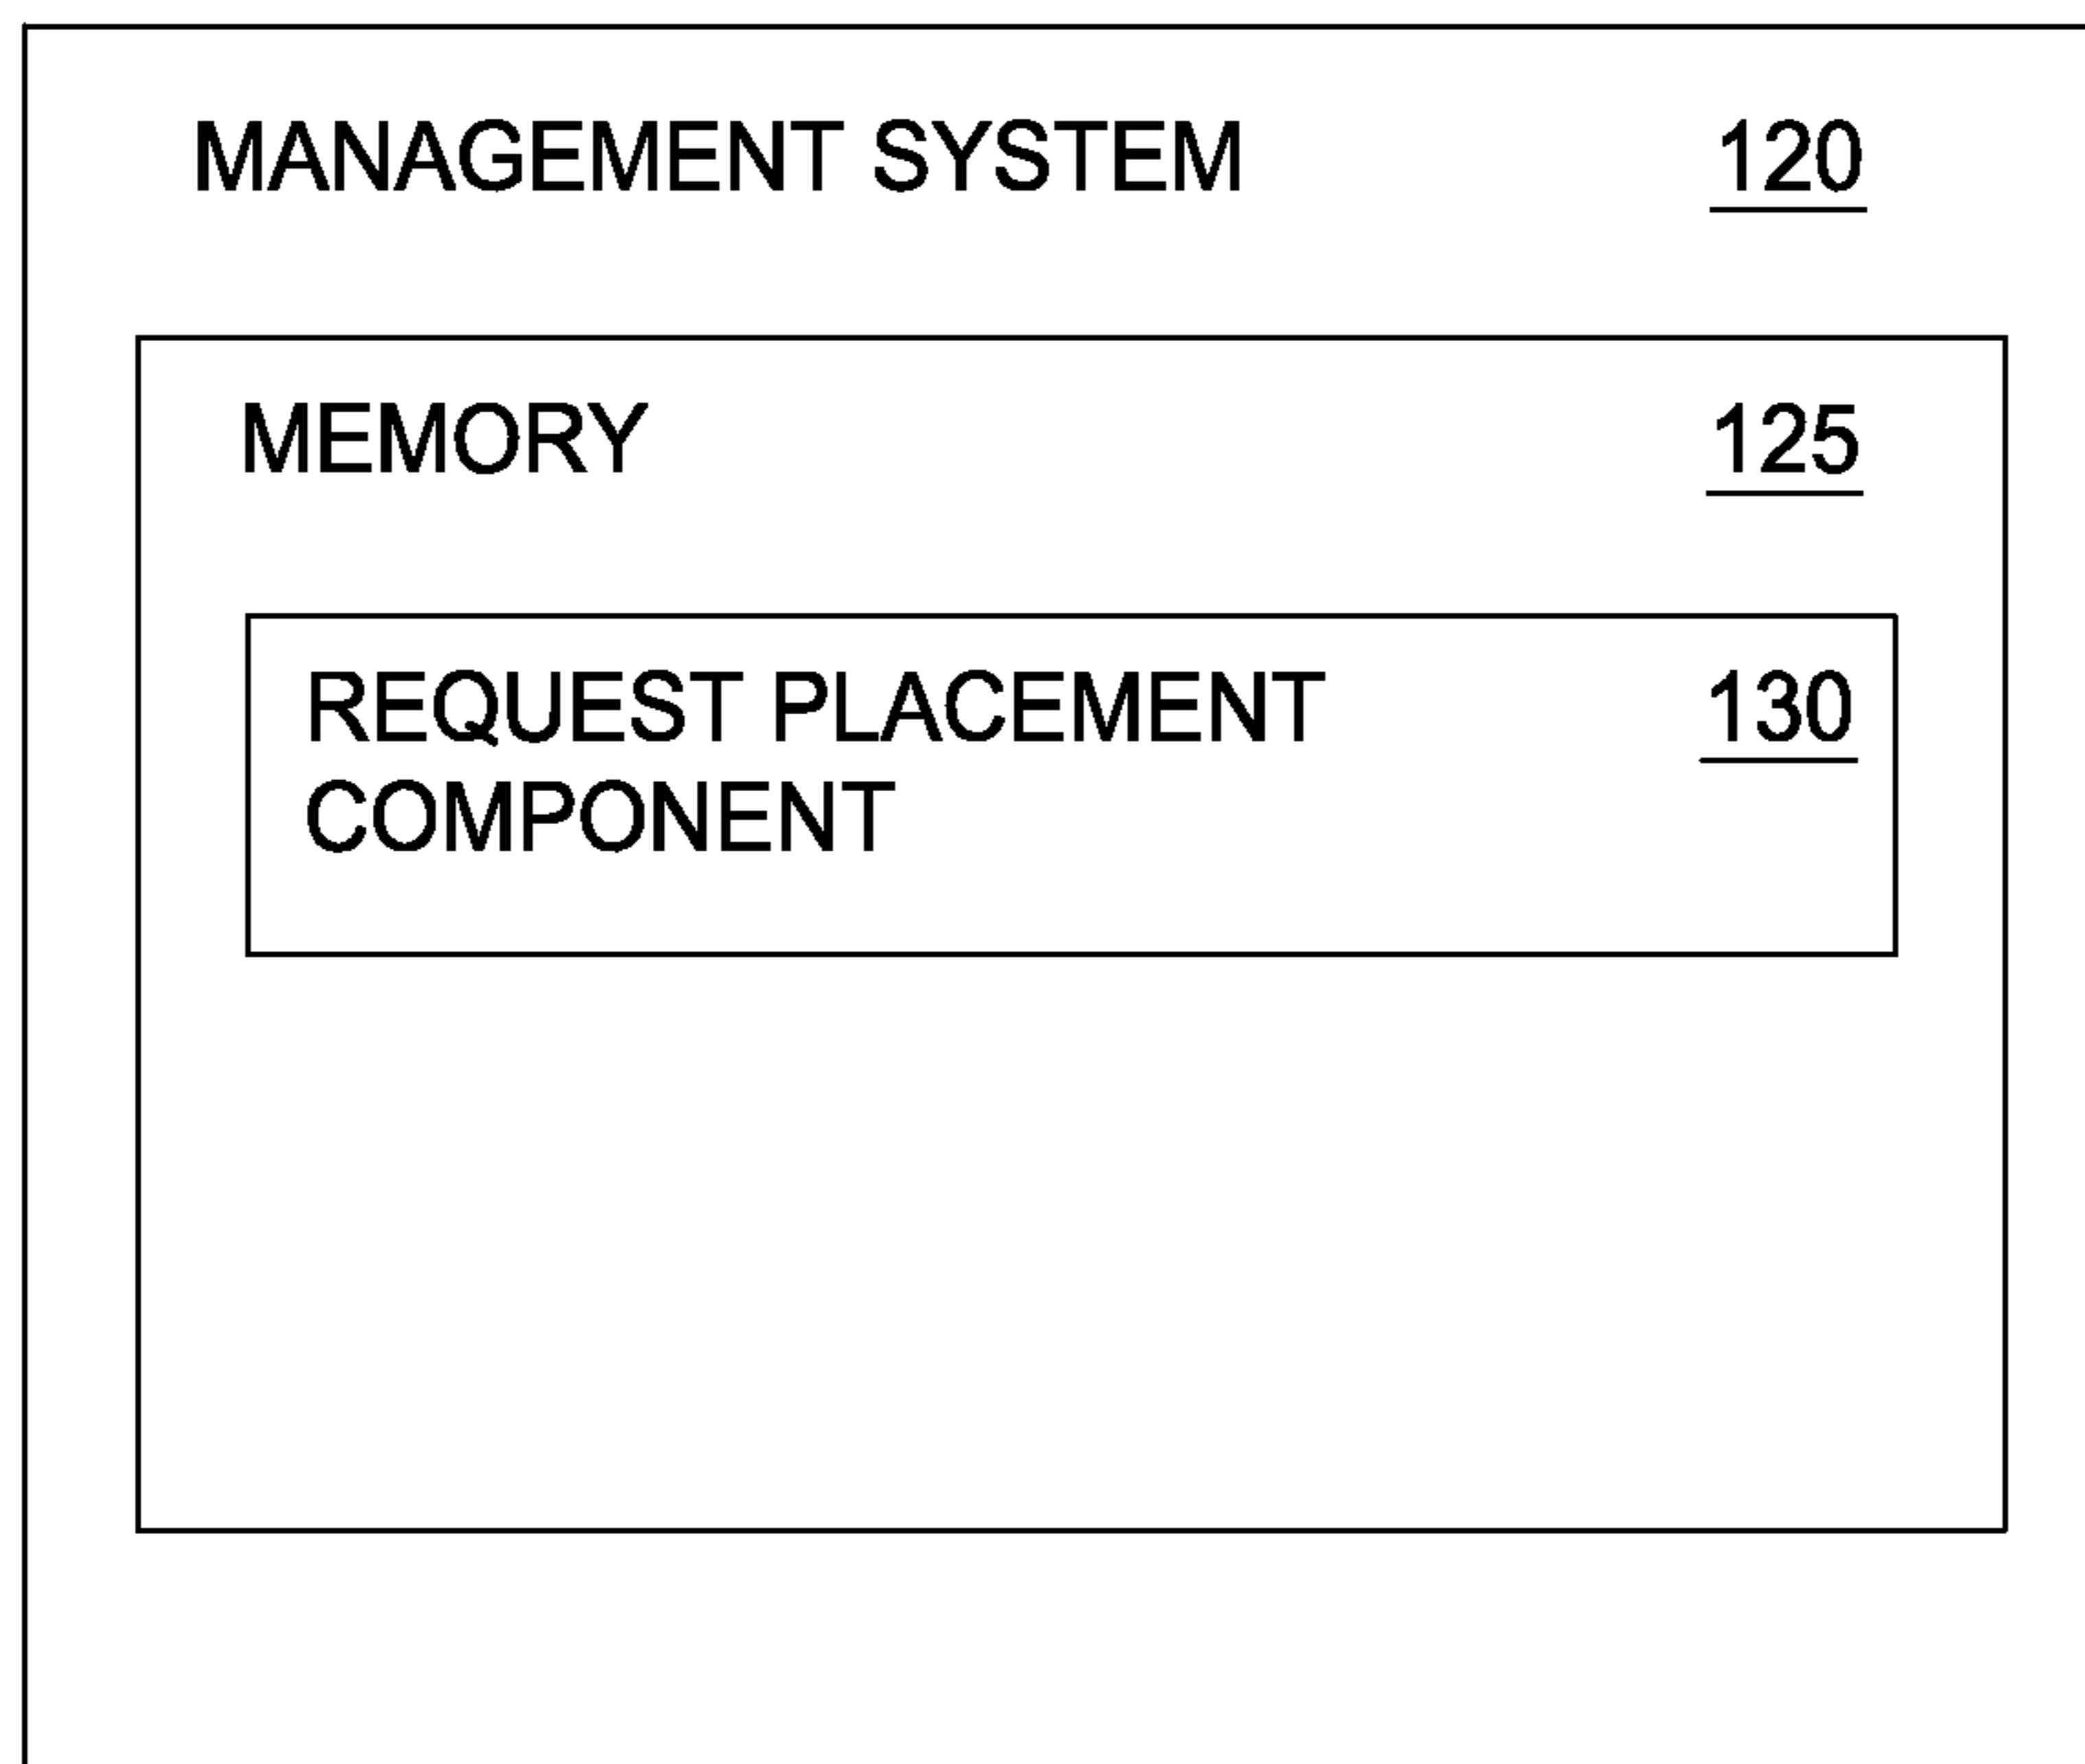 MANAGEMENT SYSTEM 120
MEMORY 125
REQUEST PLACEMENT 130
COMPONENT